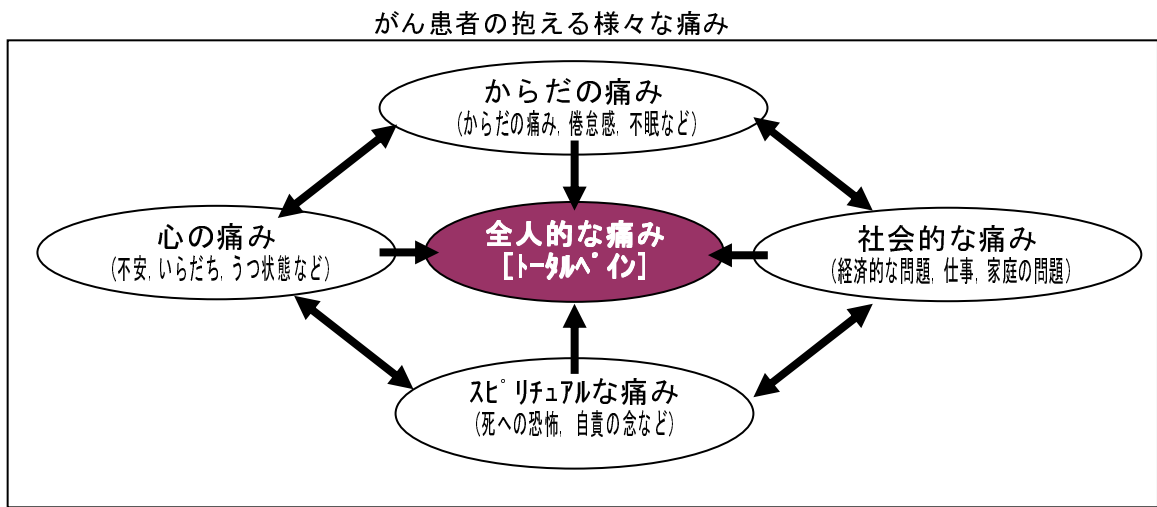 がん患者の抱える様々な痛み
からだの痛み
(からだの痛み, 倦怠感, 不眠など)
心の痛み
(不安, いらだち, うつ状態など)
全人的な痛み
[ﾄｰﾀﾙﾍﾟｲﾝ]
社会的な痛み
(経済的な問題, 仕事, 家庭の問題)
ｽﾋﾟﾘﾁｭｱﾙな痛み
(死への恐怖, 自責の念など)